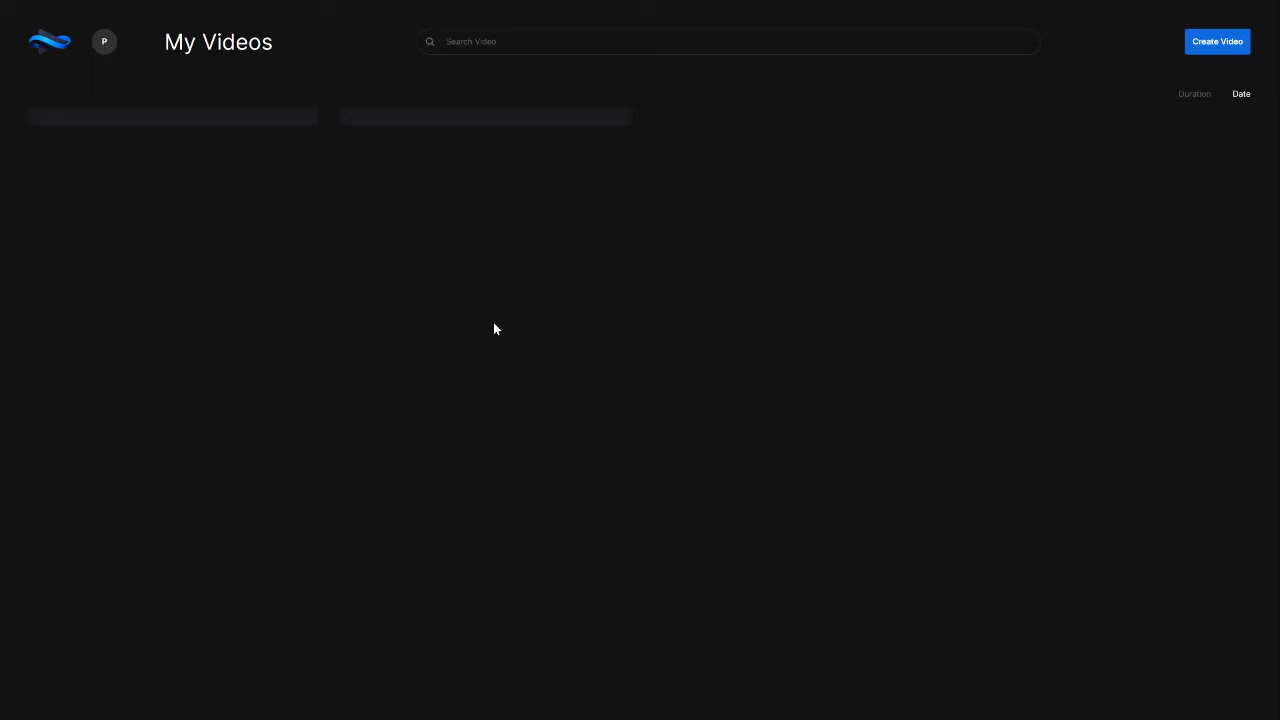 P
My Videos
Search Video
Create Video
Duration
Date